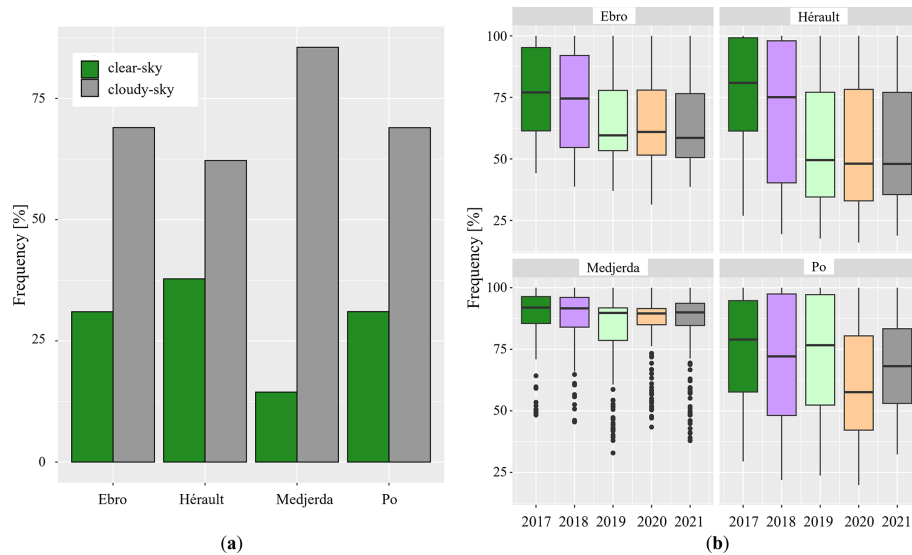 clear-sky
cloudy-sky
Frequency [%]
75
50
25
0
Ebro
Hérault
Medjerda
Po
(a)
Ebro
Hérault
100
75
50
25
Frequency [%]
Medjerda
Po
100
75
50
25
2017 2018 2019 2020 2021
2017 2018 2019 2020 2021
(b)